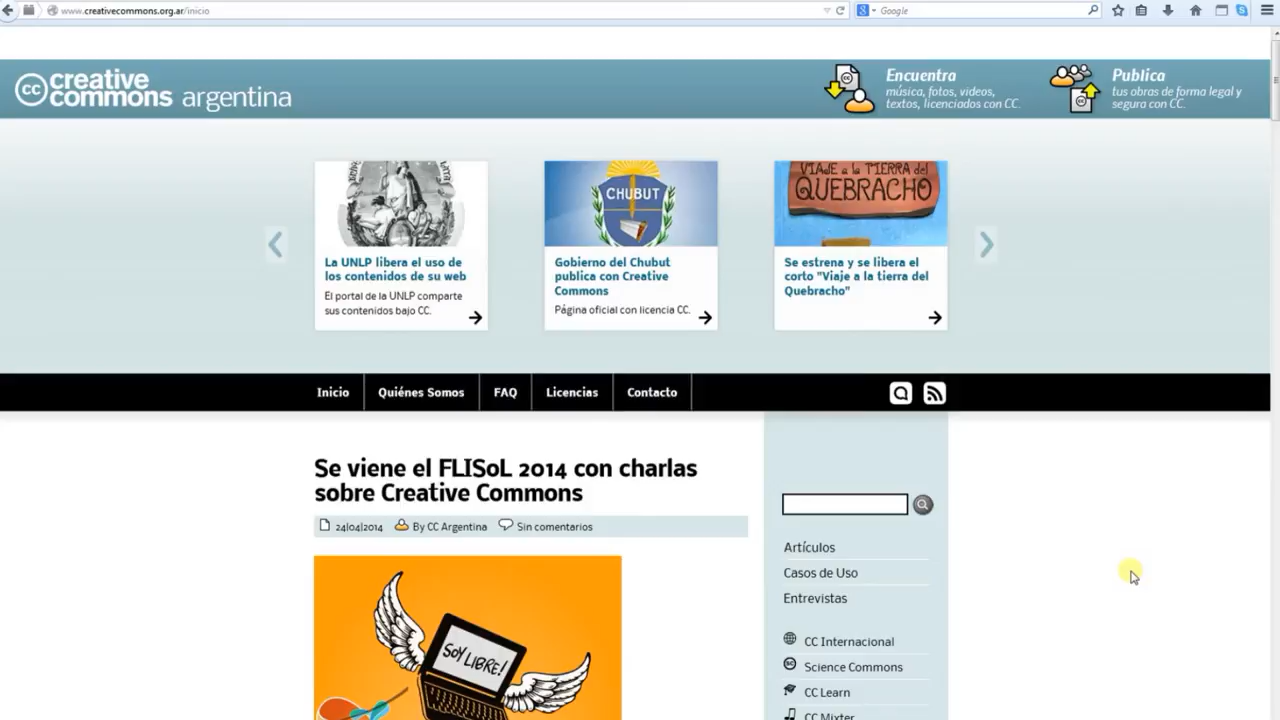 www.creativecommons.org.ar/inicio
Google
cc creative commons argentina
Encuentra
música, fotos, videos,
textos, licenciados con CC.
Publica
tus obras de forma legal y
segura con CC.
CHUBUT
VIAJE a la TIERRA del
QUEBRACHO
La UNLP libera el uso de
los contenidos de su web
El portal de la UNLP comparte
sus contenidos bajo CC.
Gobierno del Chubut
publica con Creative
Commons
Página oficial con licencia CC.
Se estrena y se libera el
corto "Viaje a la tierra del
Quebracho"
Inicio
Quiénes Somos
FAQ
Licencias
Contacto
Se viene el FLISoL 2014 con charlas
sobre Creative Commons
24|04|2014 By CC Argentina Sin comentarios
SOY LIBRE!
Artículos
Casos de Uso
Entrevistas
CC Internacional
Science Commons
CC Learn
CC Mixter